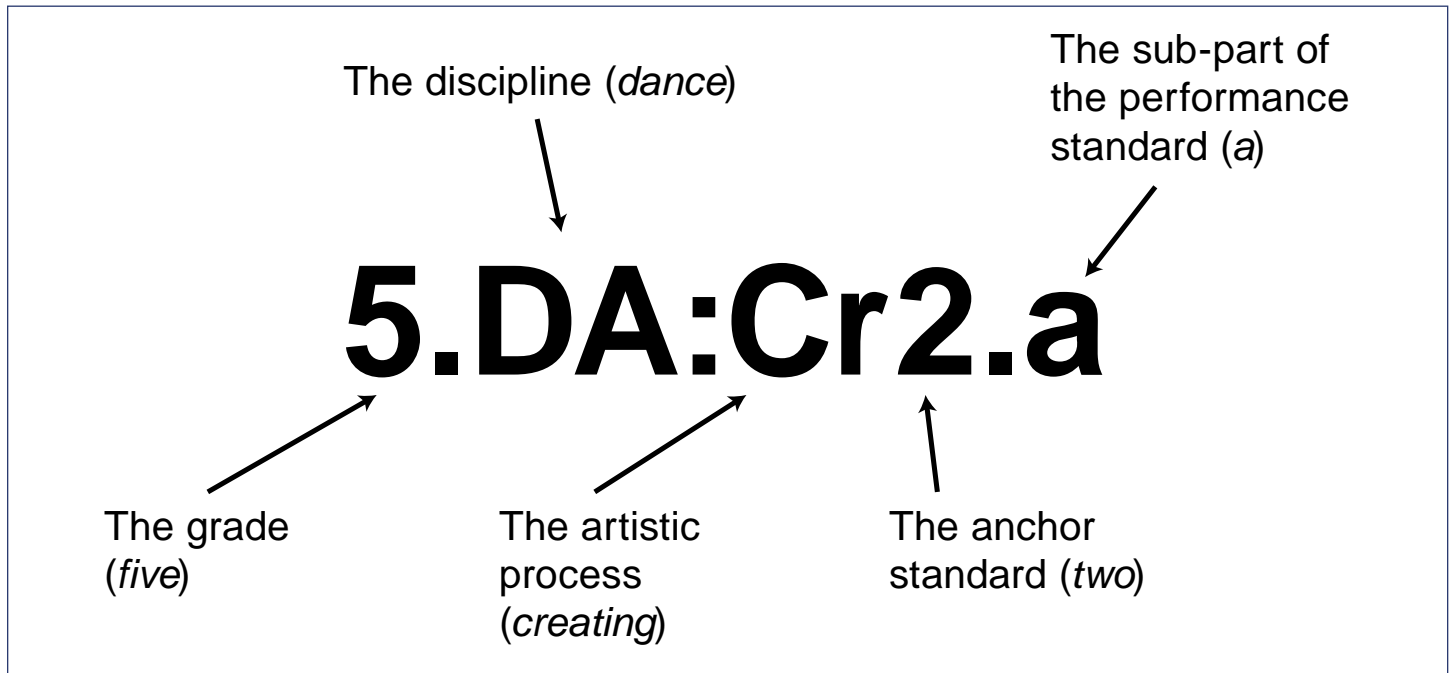 The discipline (dance)
The sub-part of
the performance
standard (a)
5.DA:Cr2.a
The grade
(five)
The artistic
process
(creating)
The anchor
standard (two)